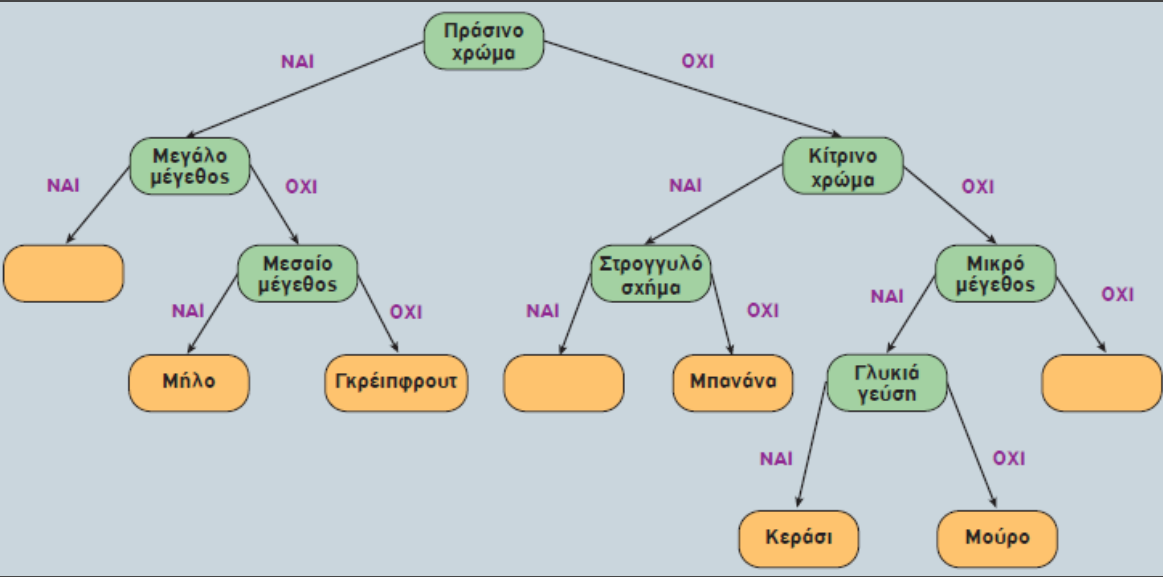 Πράσινο
χρώμα
ΝΑΙ
ΟΧΙ
Μεγάλο
μέγεθος
Κίτρινο
χρώμα
ΝΑΙ
ΟΧΙ
ΝΑΙ
ΟΧΙ
Μεσαίο
μέγεθος
Στρογγυλό
σχήμα
Μικρό
μέγεθος
ΝΑΙ
ΟΧΙ
ΝΑΙ
ΟΧΙ
ΝΑΙ
ΟΧΙ
Μήλο
Γκρέιπφρουτ
Μπανάνα
Γλυκιά
γεύση
ΝΑΙ
ΟΧΙ
Κεράσι
Μούρο